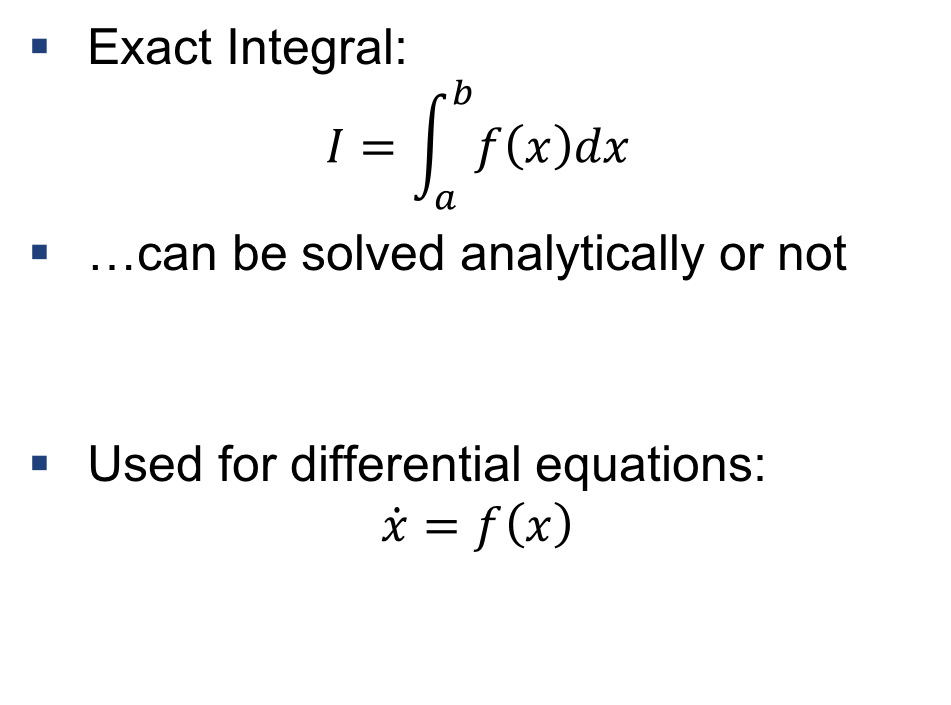 ▪ Exact Integral:
I = ∫_a^b f(x)dx
▪ …can be solved analytically or not
▪ Used for differential equations:
ẋ = f(x)